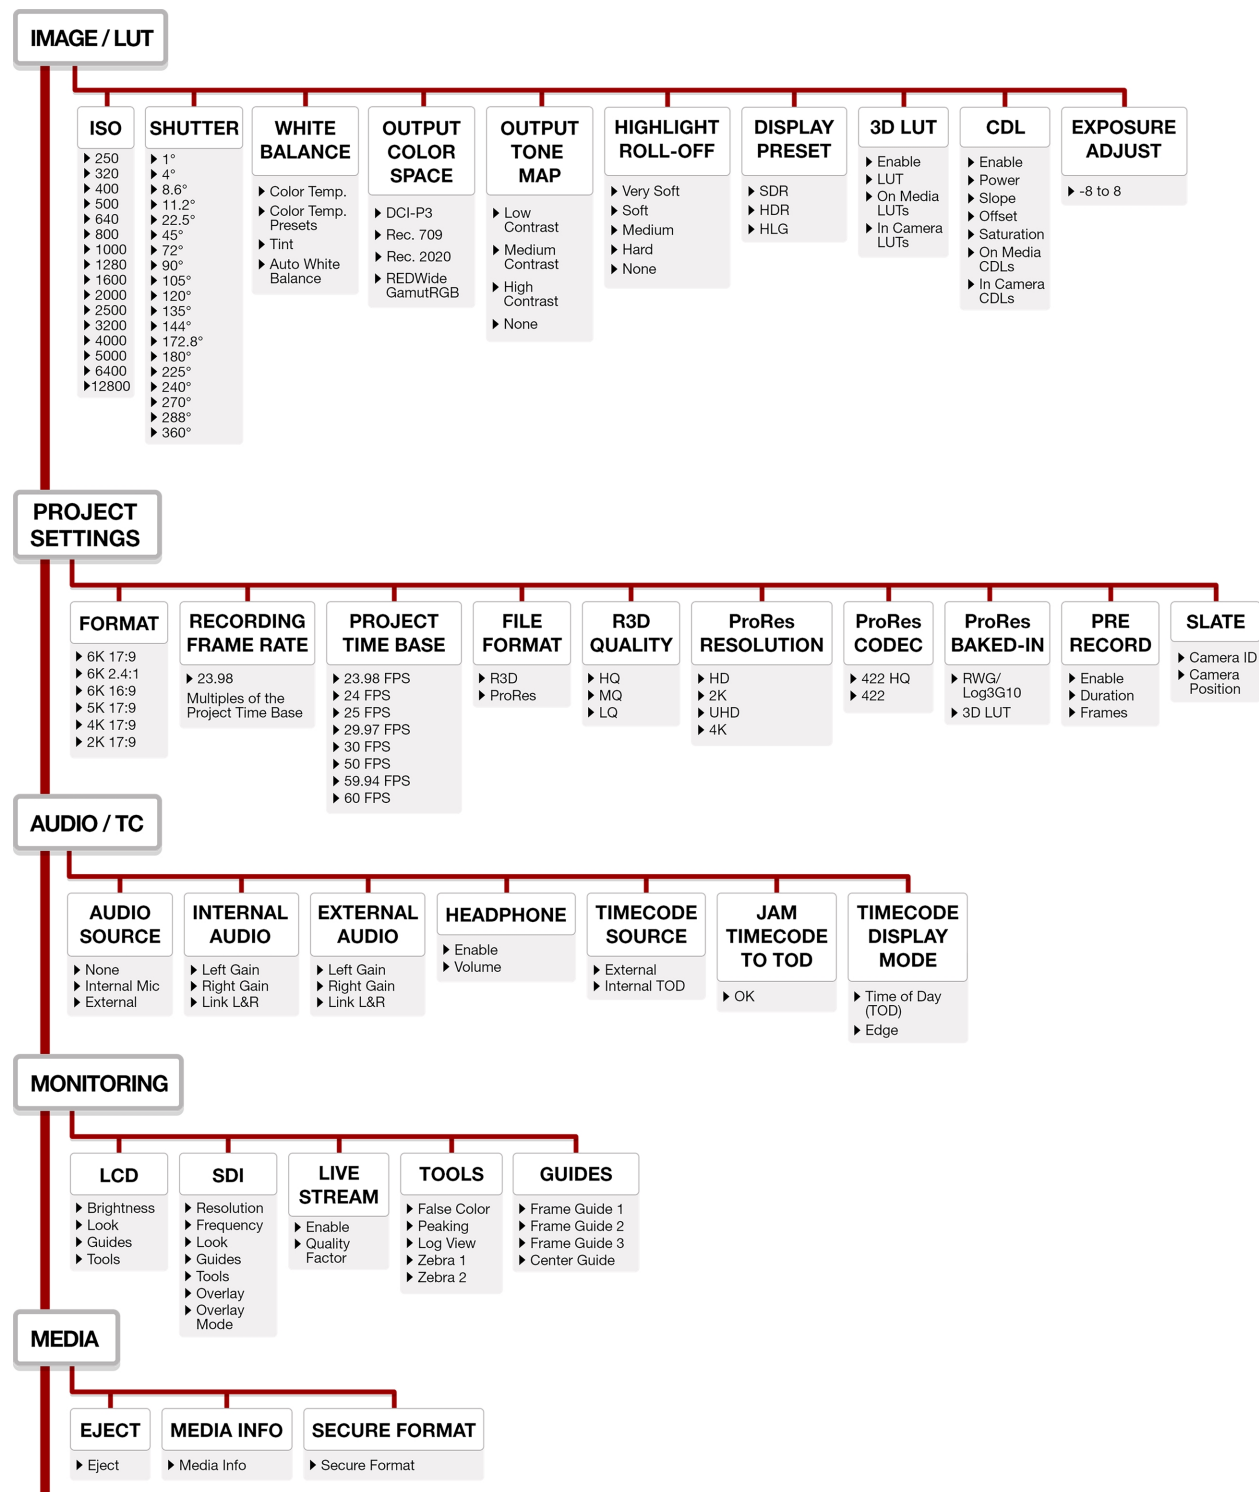 IMAGE / LUT
ISO
250
320
400
500
640
800
1000
1280
1600
2000
2500
3200
4000
5000
6400
12800
SHUTTER
1°
4°
8.6°
11.2°
22.5°
45°
72°
90°
105°
120°
135°
144°
172.8°
180°
225°
240°
270°
288°
360°
WHITE
BALANCE
Color Temp.
Color Temp.
Presets
Tint
Auto White
Balance
OUTPUT
COLOR
SPACE
DCI-P3
Rec. 709
Rec. 2020
REDWide
GamutRGB
OUTPUT
TONE
MAP
Low
Contrast
Medium
Contrast
High
Contrast
None
HIGHLIGHT
ROLL-OFF
Very Soft
Soft
Medium
Hard
None
DISPLAY
PRESET
SDR
HDR
HLG
3D LUT
Enable
LUT
On Media
LUTs
In Camera
LUTs
CDL
Enable
Power
Slope
Offset
Saturation
On Media
CDLs
In Camera
CDLs
EXPOSURE
ADJUST
-8 to 8
PROJECT
SETTINGS
FORMAT
6K 17:9
6K 2.4:1
6K 16:9
5K 17:9
4K 17:9
2K 17:9
RECORDING
FRAME RATE
23.98
Multiples of the
Project Time Base
PROJECT
TIME BASE
23.98 FPS
24 FPS
25 FPS
29.97 FPS
30 FPS
50 FPS
59.94 FPS
60 FPS
FILE
FORMAT
R3D
ProRes
R3D
QUALITY
HQ
MQ
LQ
ProRes
RESOLUTION
HD
2K
UHD
4K
ProRes
CODEC
422 HQ
422
ProRes
BAKED-IN
RWG/
Log3G10
3D LUT
PRE
RECORD
Enable
Duration
Frames
SLATE
Camera ID
Camera
Position
AUDIO / TC
AUDIO
SOURCE
None
Internal Mic
External
INTERNAL
AUDIO
Left Gain
Right Gain
Link L&R
EXTERNAL
AUDIO
Left Gain
Right Gain
Link L&R
HEADPHONE
Enable
Volume
TIMECODE
SOURCE
External
Internal TOD
JAM
TIMECODE
TO TOD
OK
TIMECODE
DISPLAY
MODE
Time of Day
(TOD)
Edge
MONITORING
LCD
Brightness
Look
Guides
Tools
SDI
Resolution
Frequency
Look
Guides
Tools
Overlay
Overlay
Mode
LIVE
STREAM
Enable
Quality
Factor
TOOLS
False Color
Peaking
Log View
Zebra 1
Zebra 2
GUIDES
Frame Guide 1
Frame Guide 2
Frame Guide 3
Center Guide
MEDIA
EJECT
Eject
MEDIA INFO
Media Info
SECURE FORMAT
Secure Format